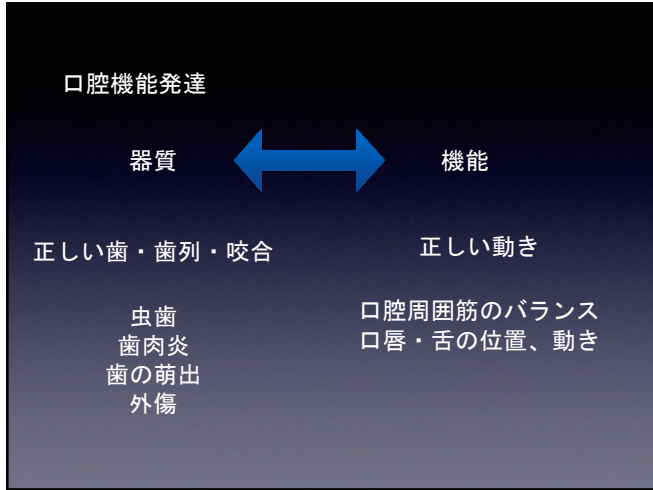 口腔機能発達
器質
機能
正しい歯・歯列・咬合
正しい動き
虫歯
歯肉炎
歯の萌出
外傷
口腔周囲筋のバランス
口唇・舌の位置、動き